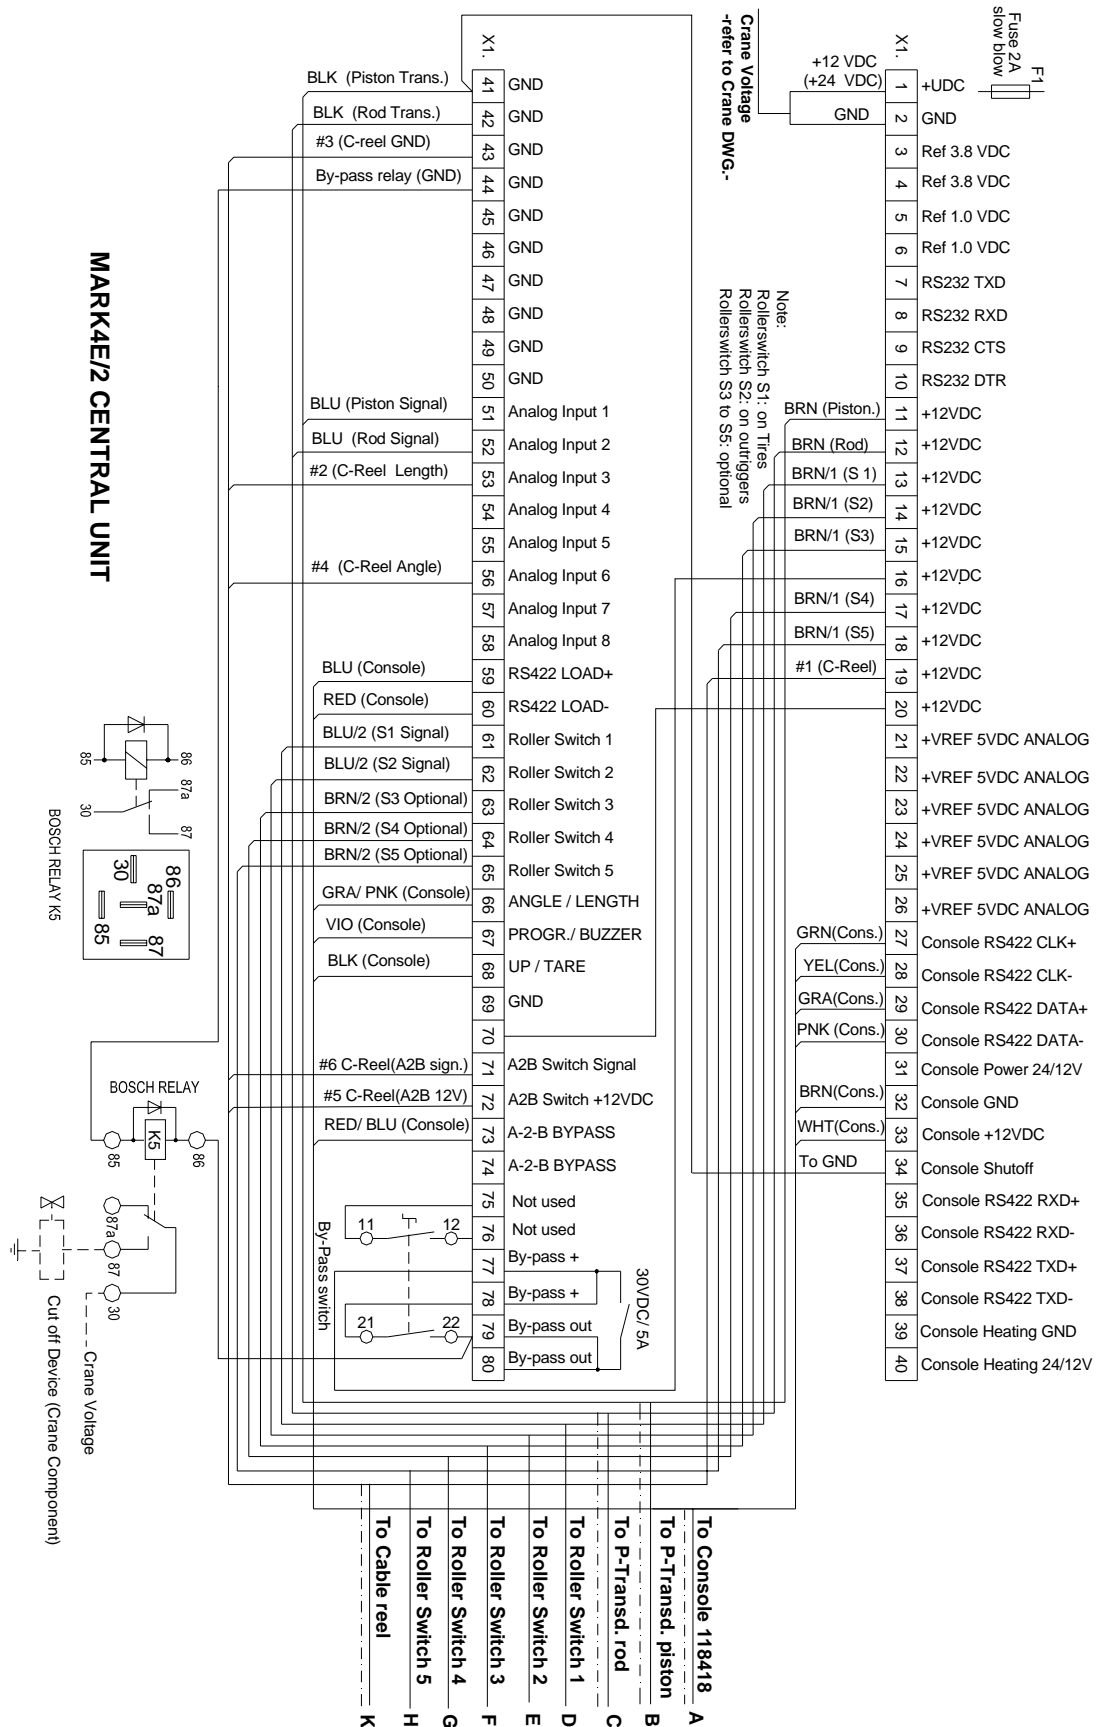 Fuse 2A
slow blow
F1
Crane Voltage
-refer to Crane DWG.-
X1.
+12 VDC
(+24 VDC)
GND
1 +UDC
2 GND
3 Ref 3.8 VDC
4 Ref 3.8 VDC
5 Ref 1.0 VDC
6 Ref 1.0 VDC
7 RS232 TXD
8 RS232 RXD
9 RS232 CTS
10 RS232 DTR
BRN (Piston.) 11 +12VDC
BRN (Rod) 12 +12VDC
BRN/1 (S 1) 13 +12VDC
BRN/1 (S2) 14 +12VDC
BRN/1 (S3) 15 +12VDC
16 +12VDC
BRN/1 (S4) 17 +12VDC
BRN/1 (S5) 18 +12VDC
#1 (C-Reel) 19 +12VDC
20 +12VDC
21 +VREF 5VDC ANALOG
22 +VREF 5VDC ANALOG
23 +VREF 5VDC ANALOG
24 +VREF 5VDC ANALOG
25 +VREF 5VDC ANALOG
26 +VREF 5VDC ANALOG
GRN(Cons.) 27 Console RS422 CLK+
YEL(Cons.) 28 Console RS422 CLK-
GRA(Cons.) 29 Console RS422 DATA+
PNK (Cons.) 30 Console RS422 DATA-
31 Console Power 24/12V
BRN(Cons.) 32 Console GND
WHT(Cons.) 33 Console +12VDC
To GND 34 Console Shutoff
35 Console RS422 RXD+
36 Console RS422 RXD-
37 Console RS422 TXD+
38 Console RS422 TXD-
39 Console Heating GND
40 Console Heating 24/12V
Note:
Rollerswitch S1: on Tires
Rollerswitch S2: on outriggers
Rollerswitch S3 to S5: optional
X1.
BLK (Piston Trans.) 41 GND
BLK (Rod Trans.) 42 GND
#3 (C-reel GND) 43 GND
By-pass relay (GND) 44 GND
45 GND
46 GND
47 GND
48 GND
49 GND
50 GND
BLU (Piston Signal) 51 Analog Input 1
BLU (Rod Signal) 52 Analog Input 2
#2 (C-Reel Length) 53 Analog Input 3
54 Analog Input 4
55 Analog Input 5
#4 (C-Reel Angle) 56 Analog Input 6
57 Analog Input 7
58 Analog Input 8
BLU (Console) 59 RS422 LOAD+
RED (Console) 60 RS422 LOAD-
BLU/2 (S1 Signal) 61 Roller Switch 1
BLU/2 (S2 Signal) 62 Roller Switch 2
BRN/2 (S3 Optional) 63 Roller Switch 3
BRN/2 (S4 Optional) 64 Roller Switch 4
BRN/2 (S5 Optional) 65 Roller Switch 5
GRA/ PNK (Console) 66 ANGLE / LENGTH
VIO (Console) 67 PROGR./ BUZZER
BLK (Console) 68 UP / TARE
69 GND
70
#6 C-Reel(A2B sign.) 71 A2B Switch Signal
#5 C-Reel(A2B 12V) 72 A2B Switch +12VDC
RED/ BLU (Console) 73 A-2-B BYPASS
74 A-2-B BYPASS
75 Not used
11 12 76 Not used
77 By-pass +
78 By-pass +
21 22 79 By-pass out
80 By-pass out
By-Pass switch
30VDC/ 5A
MARK4E/2 CENTRAL UNIT
85
86
87a
30
87
86
87a
87
30
85
BOSCH RELAY K5
BOSCH RELAY
K5
85
86
87a
87
30
Crane Voltage
Cut off Device (Crane Component)
To Console 118418 A
To P-Transd. piston B
To P-Transd. rod C
To Roller Switch 1 D
To Roller Switch 2 E
To Roller Switch 3 F
To Roller Switch 4 G
To Roller Switch 5 H
To Cable reel K